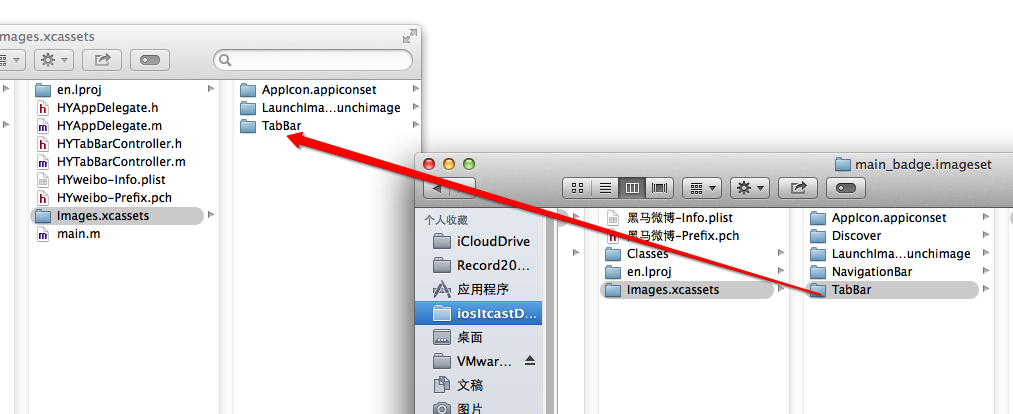 mages.xcassets
en.lproj
HYAppDelegate.h
HYAppDelegate.m
HYTabBarController.h
HYTabBarController.m
HYweibo-Info.plist
HYweibo-Prefix.pch
Images.xcassets
main.m
AppIcon.appiconset
LaunchIma...unchimage
TabBar
main_badge.imageset
个人收藏
iCloudDrive
Record20...
应用程序
iosItcastD...
桌面
VMwar...
文稿
图片
黑马微博-Info.plist
黑马微博-Prefix.pch
Classes
en.lproj
Images.xcassets
AppIcon.appiconset
Discover
LaunchIma...unchimage
NavigationBar
TabBar